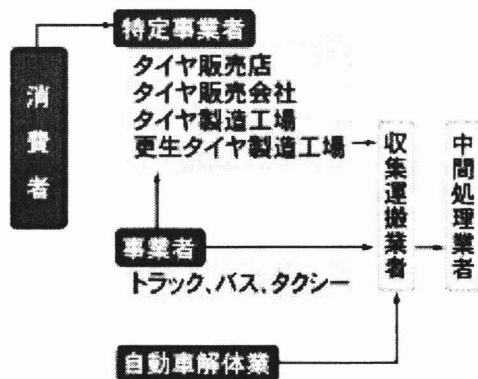 特定事業者
消費者
タイヤ販売店
タイヤ販売会社
タイヤ製造工場
更生タイヤ製造工場
収集運搬業者
中間処理業者
事業者
トラック、バス、タクシー
自動車解体業